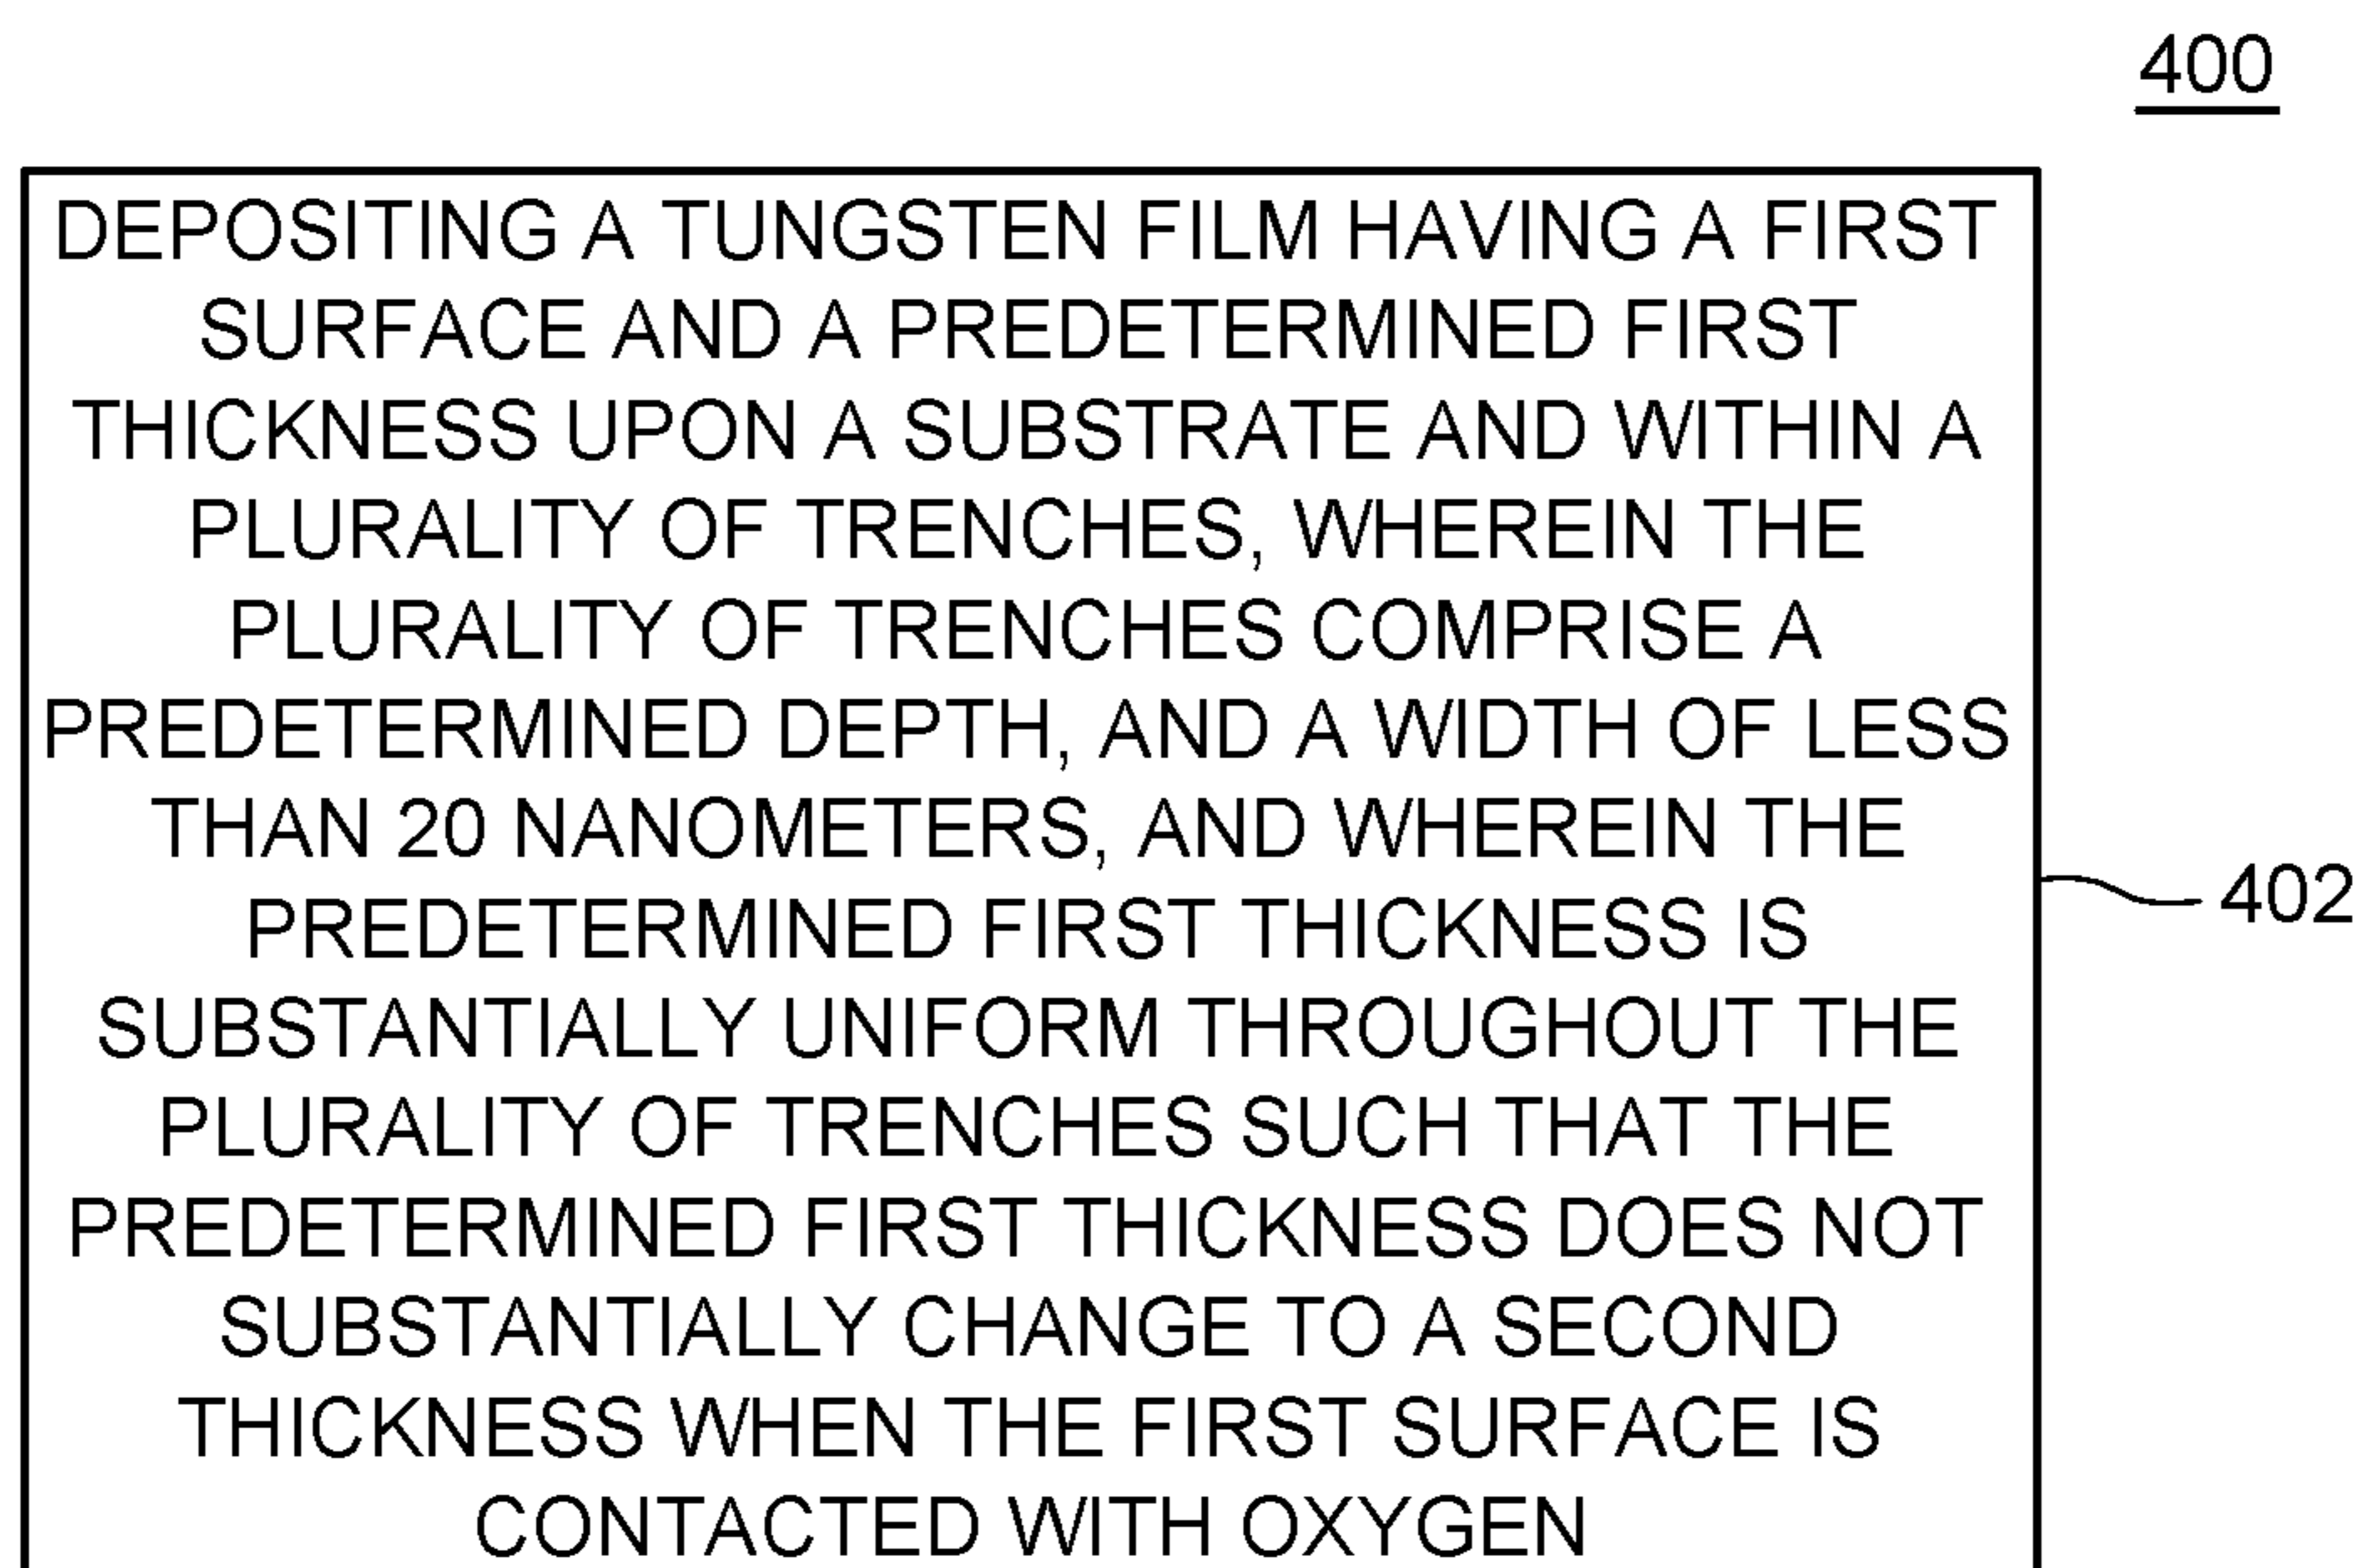 400
DEPOSITING A TUNGSTEN FILM HAVING A FIRST
SURFACE AND A PREDETERMINED FIRST
THICKNESS UPON A SUBSTRATE AND WITHIN A
PLURALITY OF TRENCHES, WHEREIN THE
PLURALITY OF TRENCHES COMPRISE A
PREDETERMINED DEPTH, AND A WIDTH OF LESS
THAN 20 NANOMETERS, AND WHEREIN THE
PREDETERMINED FIRST THICKNESS IS
SUBSTANTIALLY UNIFORM THROUGHOUT THE
PLURALITY OF TRENCHES SUCH THAT THE
PREDETERMINED FIRST THICKNESS DOES NOT
SUBSTANTIALLY CHANGE TO A SECOND
THICKNESS WHEN THE FIRST SURFACE IS
CONTACTED WITH OXYGEN
402